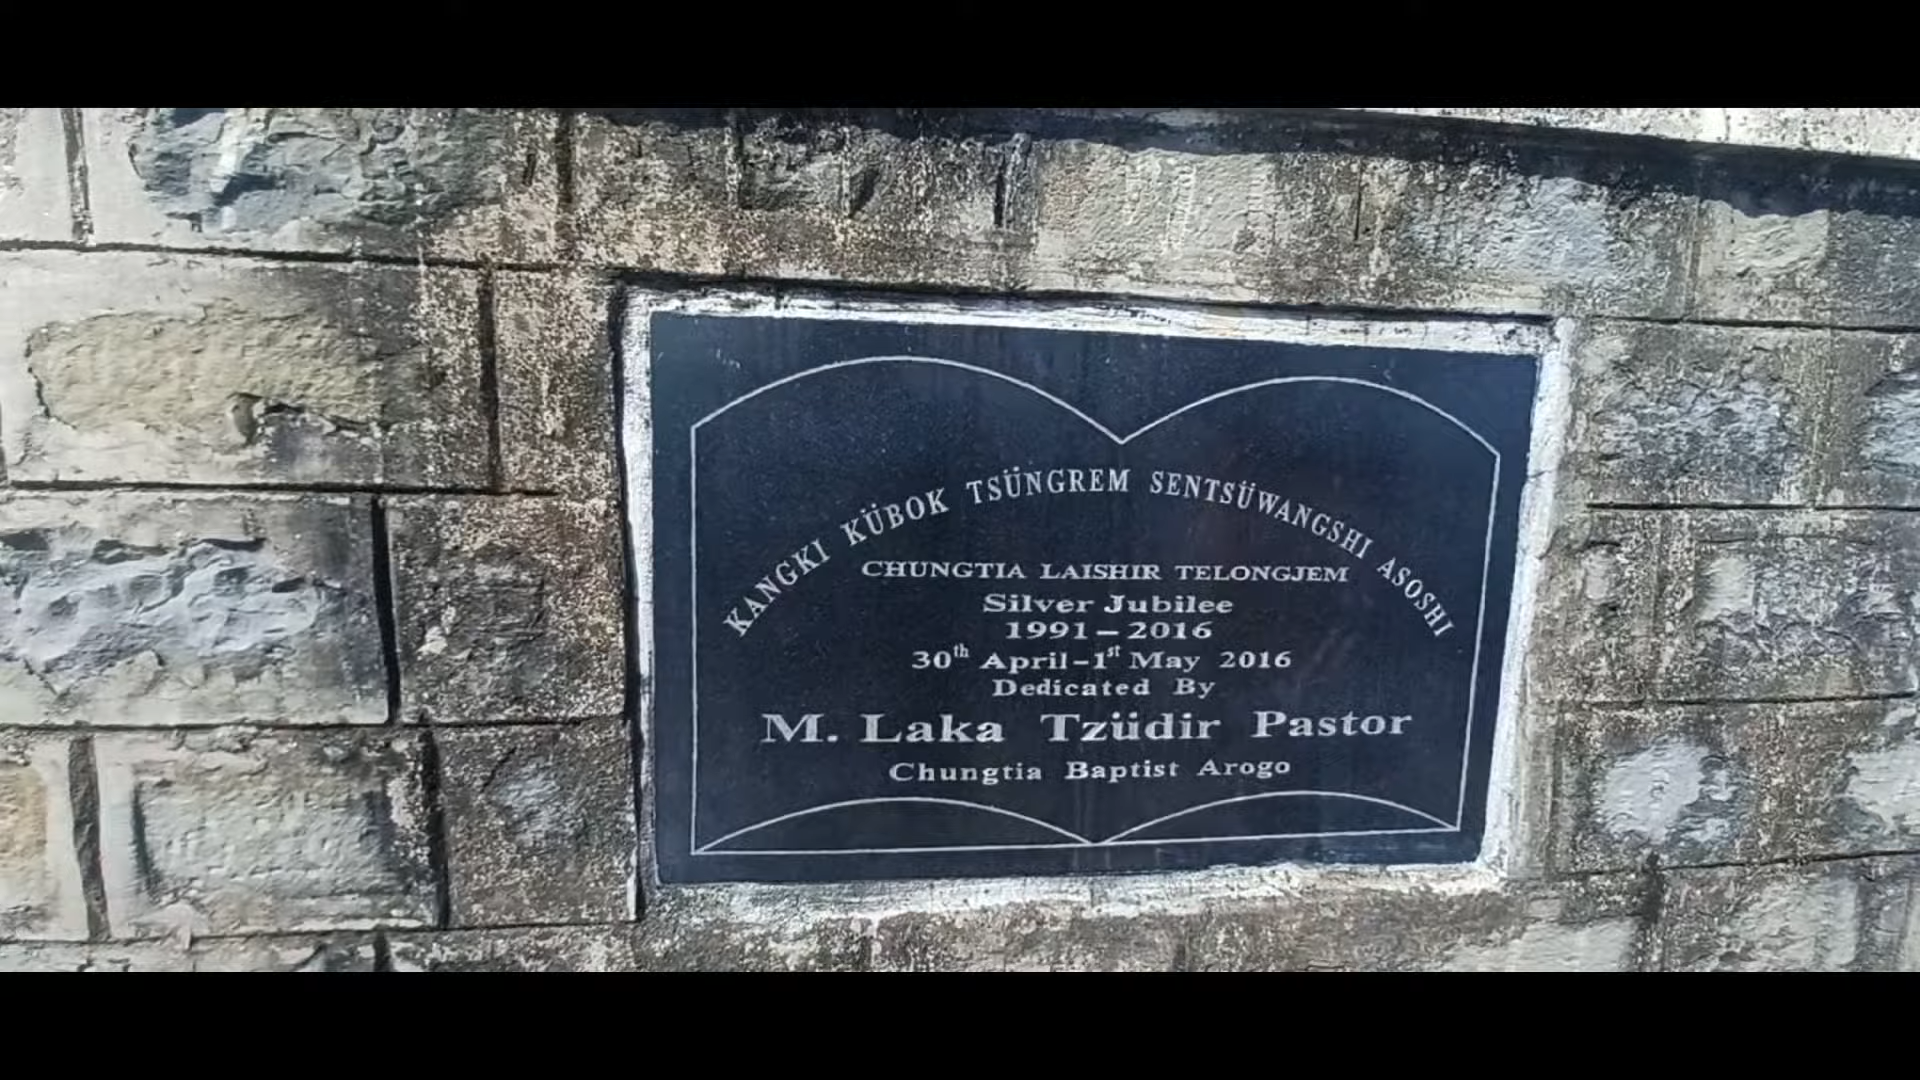 KANGKI KÜBOK TSÜNGREM SENTSÜWANGSHI ASOSHI
CHUNGTIA LAISHIR TELONGJEM
Silver Jubilee
1991–2016
30th April–1st May 2016
Dedicated By
M. Laka Tzüdir Pastor
Chungtia Baptist Arogo